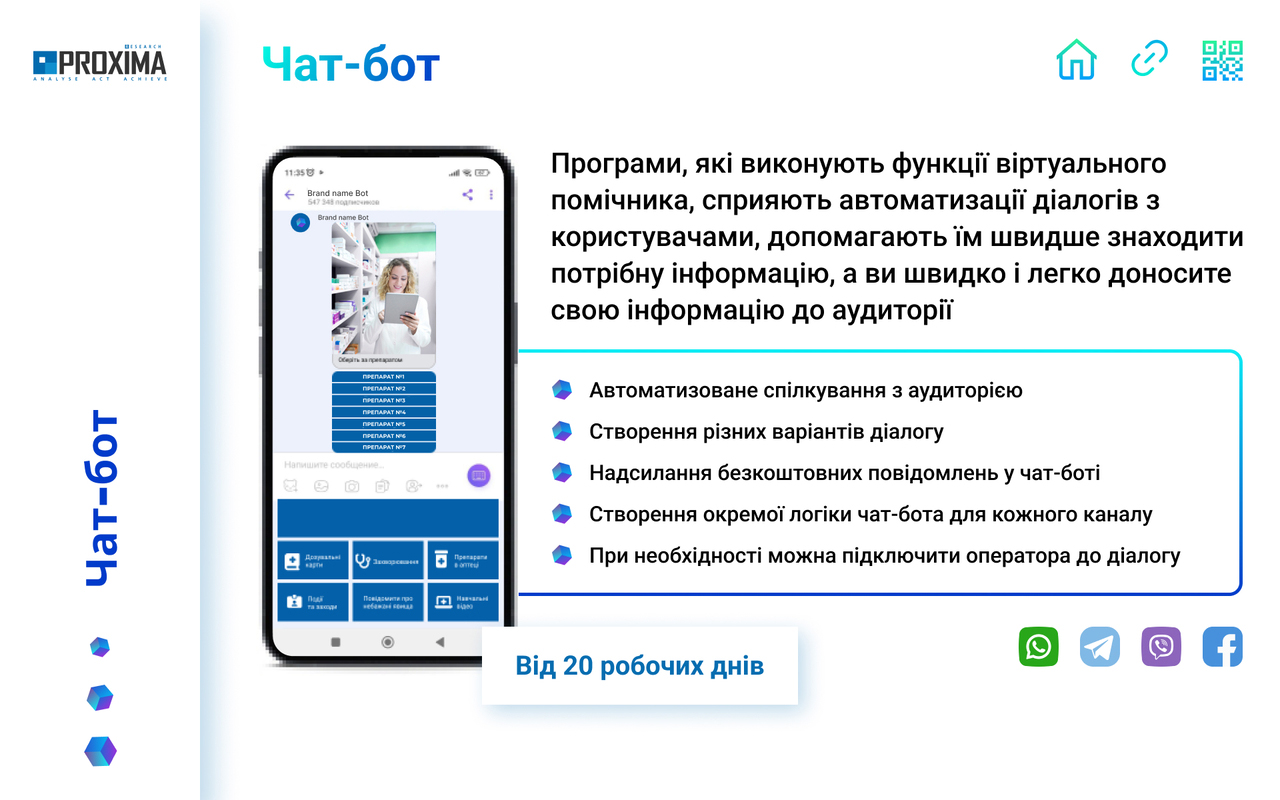 RESEARCH
PROXIMA
ANALYSE ACT ACHIEVE
Чат-бот
Чат-бот
11:35
Brand name Bot
547 548 подписчиков
Brand name Bot
Оберіть за препаратом
ПРЕПАРАТ №1
ПРЕПАРАТ №2
ПРЕПАРАТ №3
ПРЕПАРАТ №4
ПРЕПАРАТ №5
ПРЕПАРАТ №6
ПРЕПАРАТ №7
Напишите сообщение...
Дозувальні
карти
Захворювання
Препарати
в аптеці
Події
та заходи
Повідомити про
небажані явища
Навчальні
відео
Програми, які виконують функції віртуального
помічника, сприяють автоматизації діалогів з
користувачами, допомагають їм швидше знаходити
потрібну інформацію, а ви швидко і легко доносите
свою інформацію до аудиторії
Автоматизоване спілкування з аудиторією
Створення різних варіантів діалогу
Надсилання безкоштовних повідомлень у чат-боті
Створення окремої логіки чат-бота для кожного каналу
При необхідності можна підключити оператора до діалогу
Від 20 робочих днів